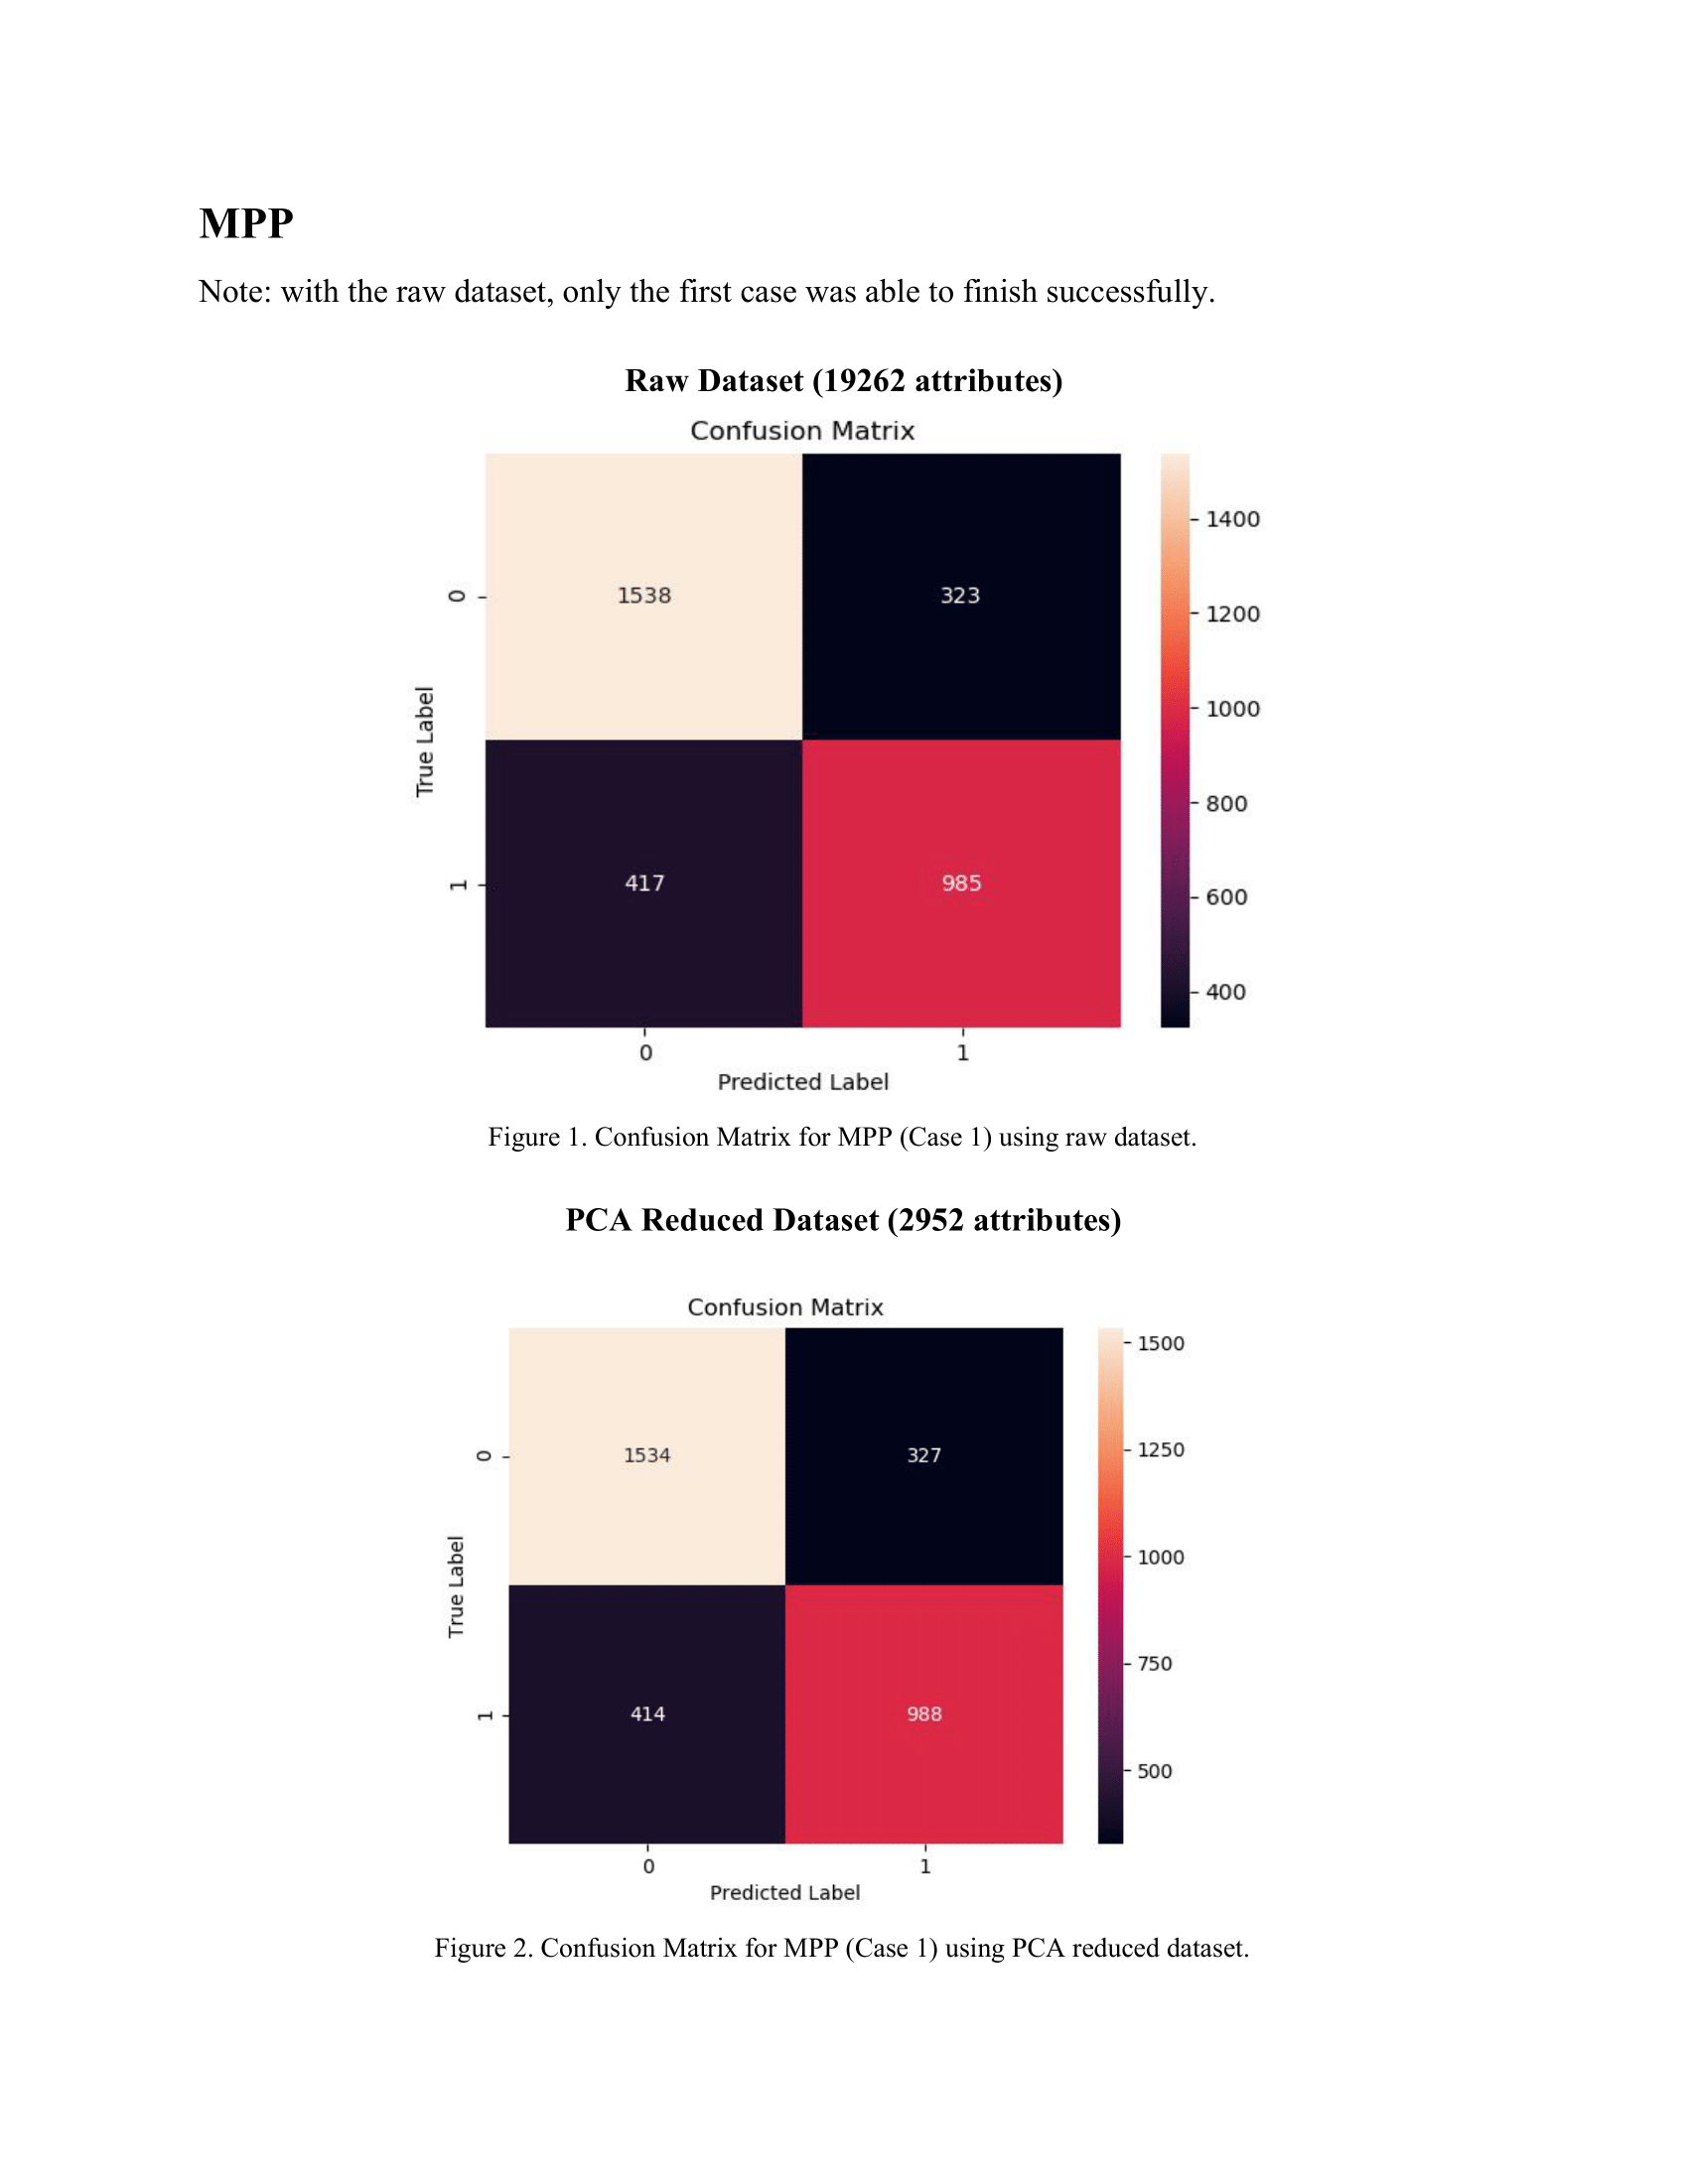 MPP
Note: with the raw dataset, only the first case was able to finish successfully.
Raw Dataset (19262 attributes)
Confusion Matrix
1538 323
417 985
0
1
True Label
0 1
Predicted Label
1400
1200
1000
800
600
400
Figure 1. Confusion Matrix for MPP (Case 1) using raw dataset.
PCA Reduced Dataset (2952 attributes)
Confusion Matrix
1534 327
414 988
0
1
True Label
0 1
Predicted Label
1500
1250
1000
750
500
Figure 2. Confusion Matrix for MPP (Case 1) using PCA reduced dataset.